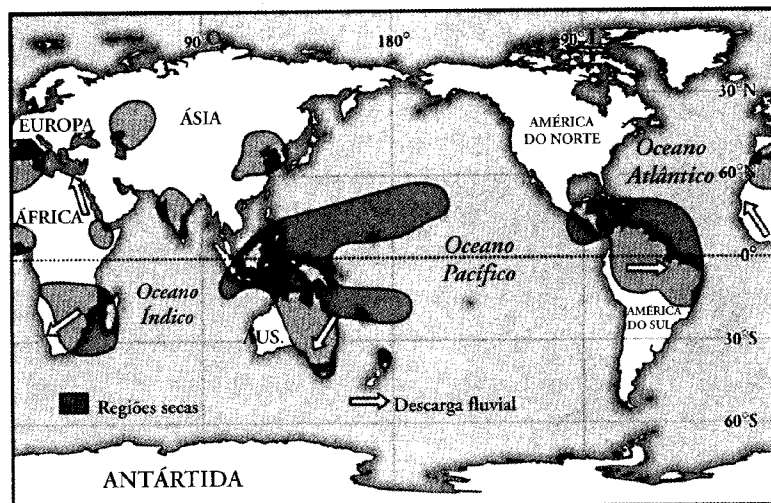 90° O
180°
90° L
30°N
EUROPA
ÁSIA
AMÉRICA
DO NORTE
Oceano
Atlântico
60°N
ÁFRICA
Oceano
Pacífico
0°
Oceano
Índico
AUS.
AMÉRICA
DO SUL
30°S
Regiões secas
Descarga fluvial
60°S
ANTÁRTIDA